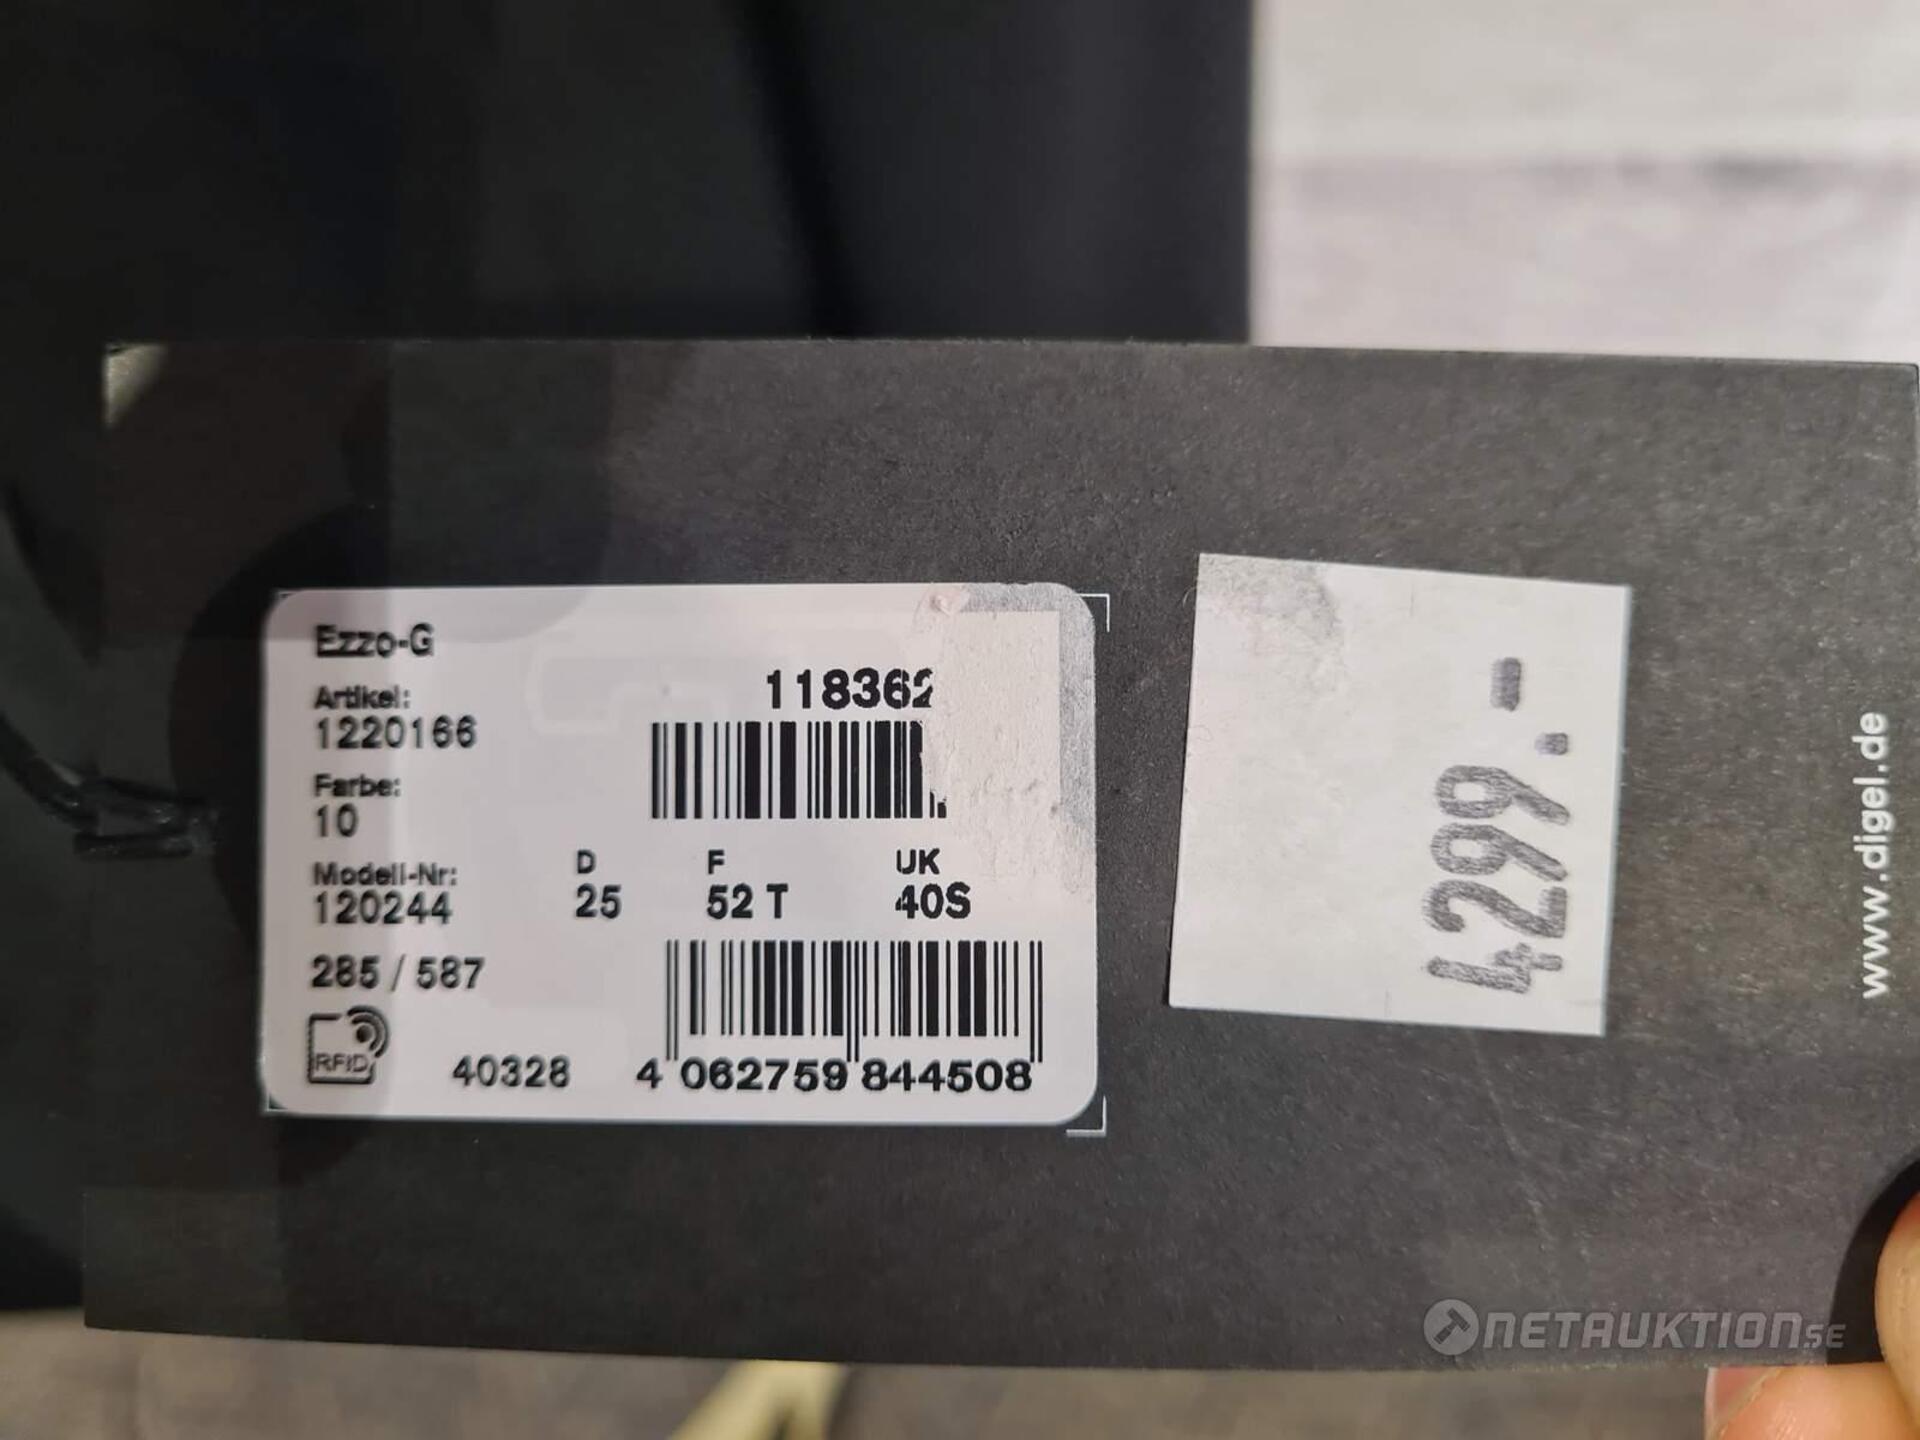 Ezzo-G
Artikel:
1220166
118362
Farbe:
10
Modell-Nr:
120244
D F UK
25 52 T 40S
285 / 587
RFID
40328
4 062759 844508
4299.-
www.digel.de
NETAUKTION.SE